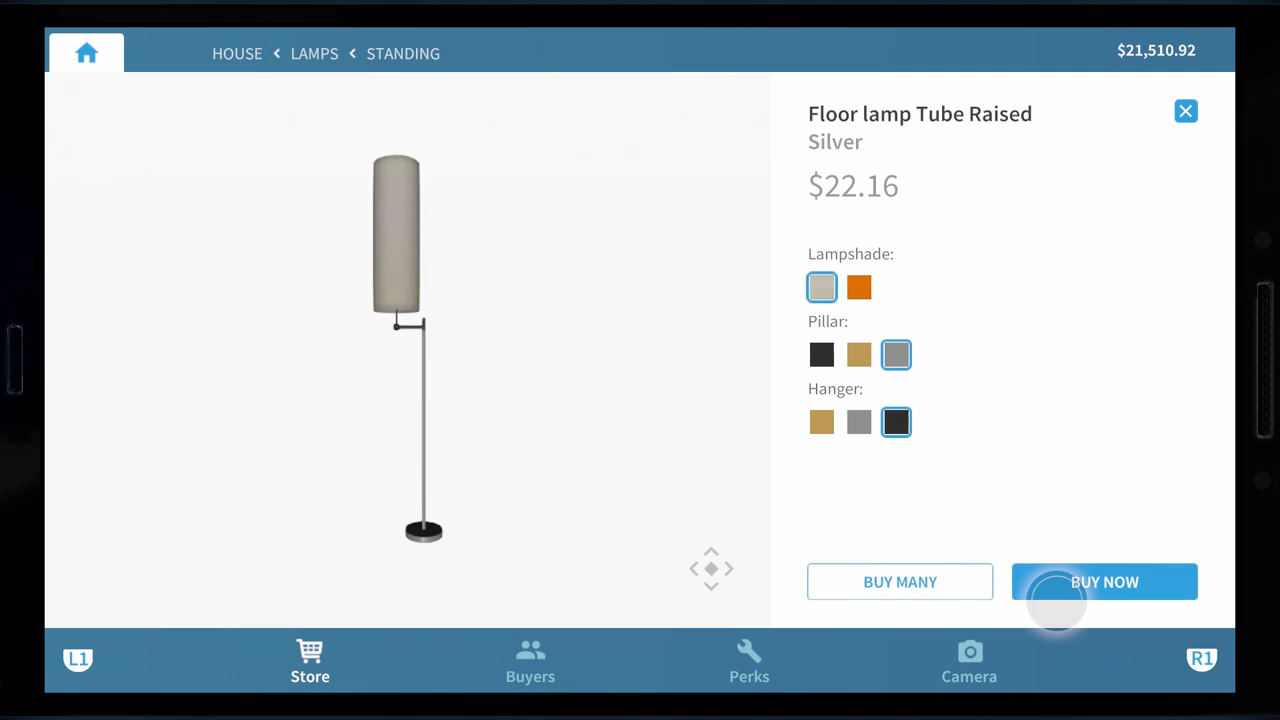 HOUSE < LAMPS < STANDING
$21,510.92
Floor lamp Tube Raised
Silver
$22.16
Lampshade:
Pillar:
Hanger:
BUY MANY
BUY NOW
L1
Store
Buyers
Perks
Camera
R1